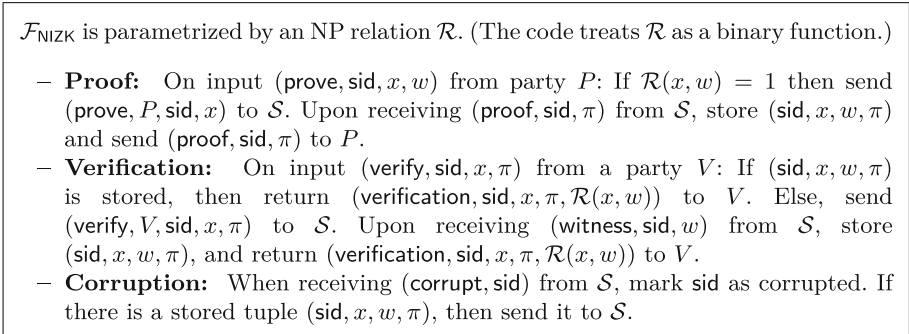 𝓕NIZK is parametrized by an NP relation 𝓡. (The code treats 𝓡 as a binary function.)
– Proof: On input (prove, sid, x, w) from party P: If 𝓡(x, w) = 1 then send
(prove, P, sid, x) to 𝓢. Upon receiving (proof, sid, π) from 𝓢, store (sid, x, w, π)
and send (proof, sid, π) to P.
– Verification: On input (verify, sid, x, π) from a party V: If (sid, x, w, π)
is stored, then return (verification, sid, x, π, 𝓡(x, w)) to V. Else, send
(verify, V, sid, x, π) to 𝓢. Upon receiving (witness, sid, w) from 𝓢, store
(sid, x, w, π), and return (verification, sid, x, π, 𝓡(x, w)) to V.
– Corruption: When receiving (corrupt, sid) from 𝓢, mark sid as corrupted. If
there is a stored tuple (sid, x, w, π), then send it to 𝓢.